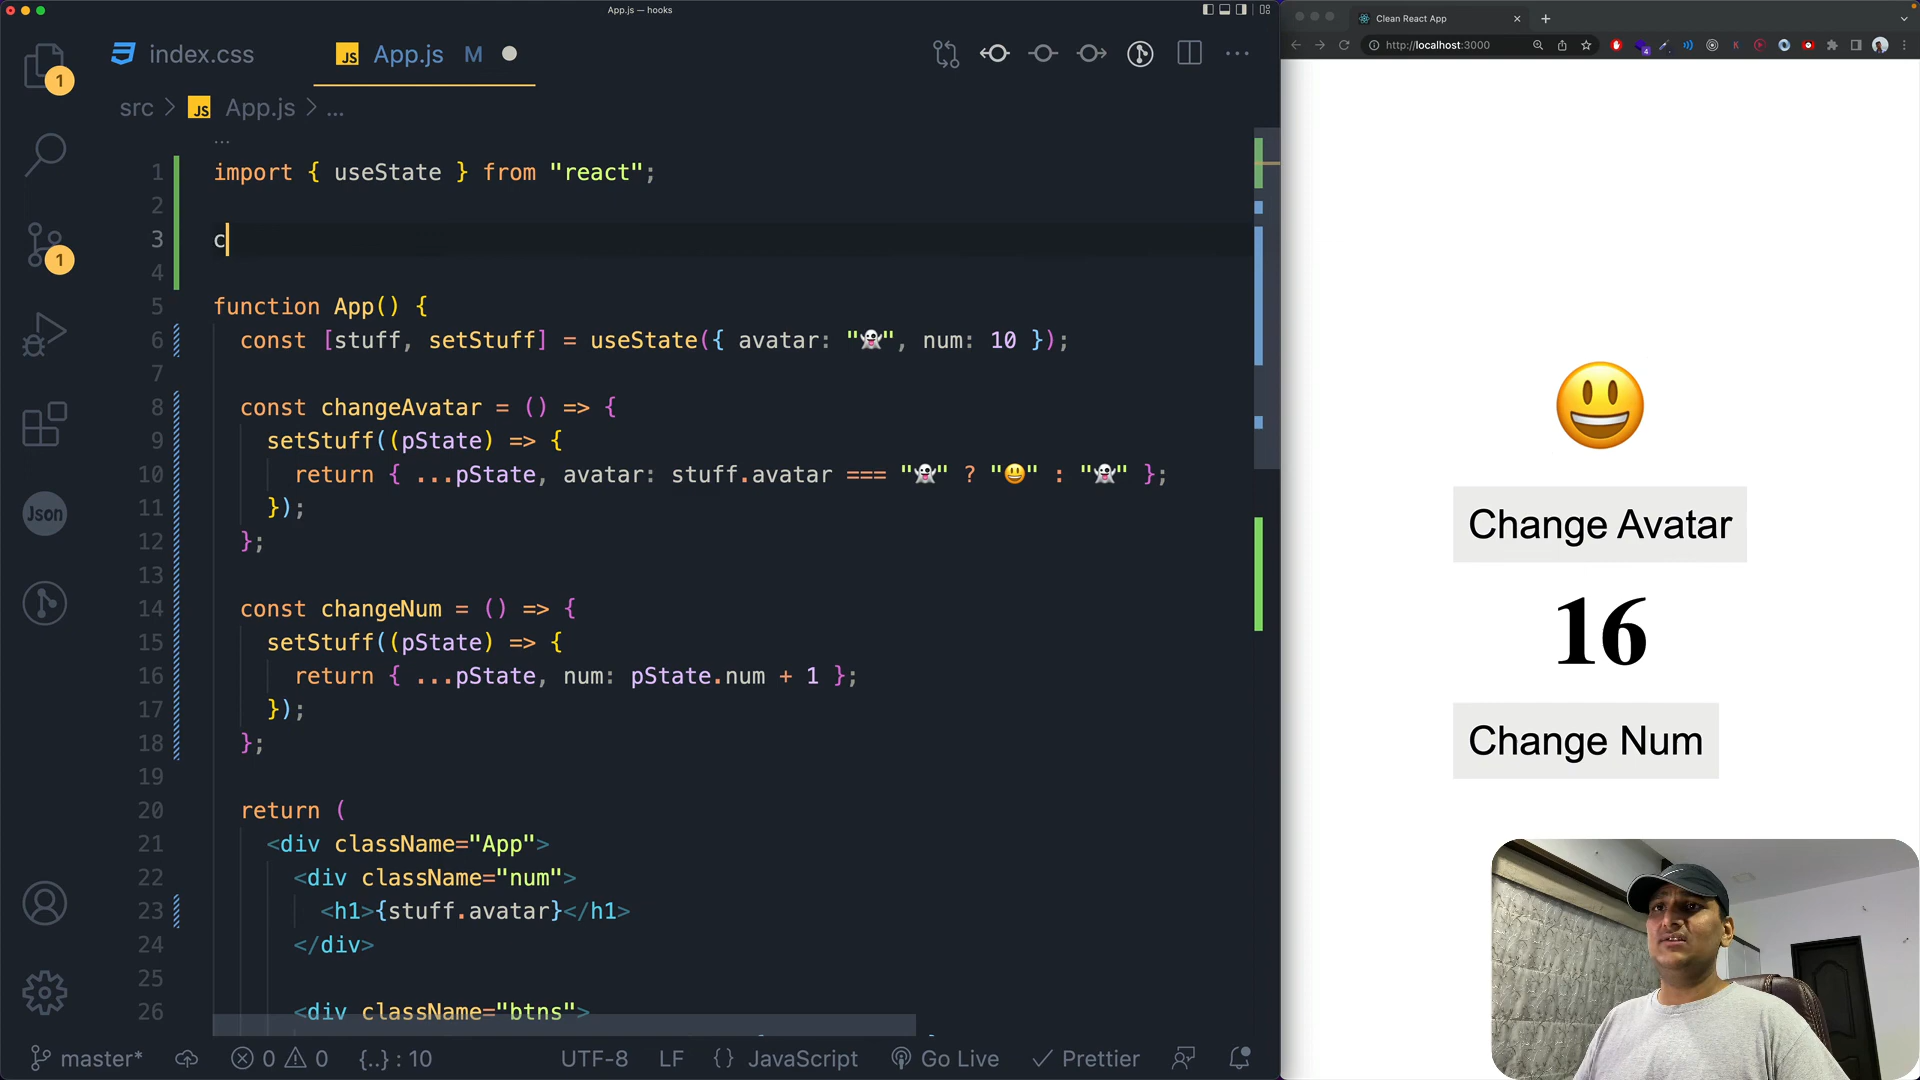 App.js — hooks
index.css
JS App.js M
src > JS App.js > ...
1
1
Json
...
1 import { useState } from "react";
2
3 c
4
5 function App() {
6 const [stuff, setStuff] = useState({ avatar: "👻", num: 10 });
7
8 const changeAvatar = () => {
9 setStuff((pState) => {
10 return { ...pState, avatar: stuff.avatar === "👻" ? "😃" : "👻" };
11 });
12 };
13
14 const changeNum = () => {
15 setStuff((pState) => {
16 return { ...pState, num: pState.num + 1 };
17 });
18 };
19
20 return (
21 <div className="App">
22 <div className="num">
23 <h1>{stuff.avatar}</h1>
24 </div>
25
26 <div className="btns">
master* 0 0 {..} : 10 UTF-8 LF {} JavaScript Go Live Prettier
Clean React App
http://localhost:3000
Change Avatar
16
Change Num